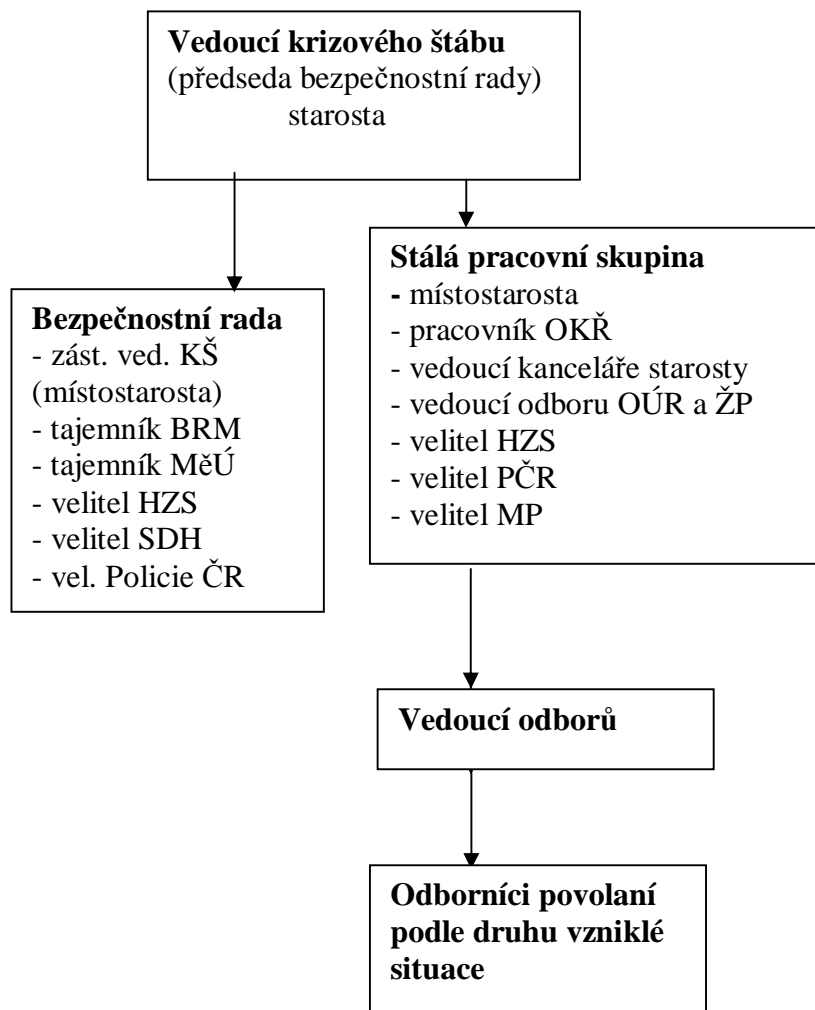 Vedoucí krizového štábu
(předseda bezpečnostní rady)
starosta
Bezpečnostní rada
- zást. ved. KŠ
(místostarosta)
- tajemník BRM
- tajemník MěÚ
- velitel HZS
- velitel SDH
- vel. Policie ČR
Stálá pracovní skupina
- místostarosta
- pracovník OKŘ
- vedoucí kanceláře starosty
- vedoucí odboru OÚR a ŽP
- velitel HZS
- velitel PČR
- velitel MP
Vedoucí odborů
Odborníci povolaní
podle druhu vzniklé
situace